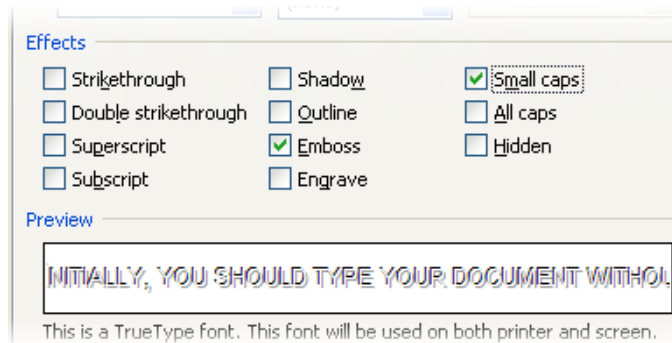 Effects
Strikethrough Shadow Small caps
Double strikethrough Outline All caps
Superscript Emboss Hidden
Subscript Engrave
Preview
NITIALLY, YOU SHOULD TYPE YOUR DOCUMENT WITHOU
This is a TrueType font. This font will be used on both printer and screen.